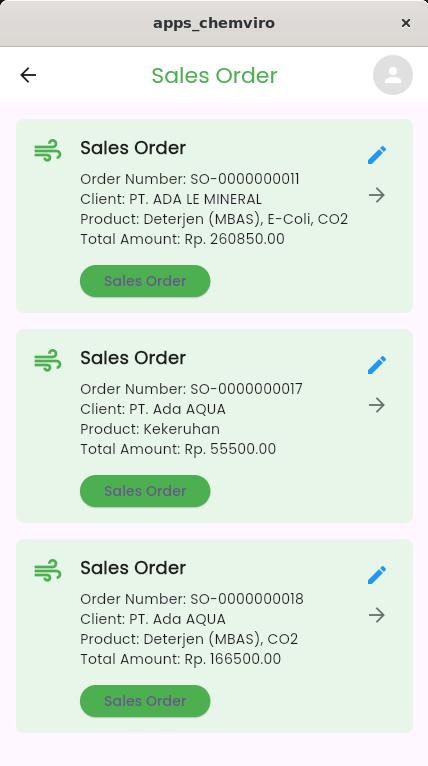 apps_chemviro
Sales Order
Sales Order
Order Number: SO-0000000011
Client: PT. ADA LE MINERAL
Product: Deterjen (MBAS), E-Coli, CO2
Total Amount: Rp. 260850.00
Sales Order
Sales Order
Order Number: SO-0000000017
Client: PT. Ada AQUA
Product: Kekeruhan
Total Amount: Rp. 55500.00
Sales Order
Sales Order
Order Number: SO-0000000018
Client: PT. Ada AQUA
Product: Deterjen (MBAS), CO2
Total Amount: Rp. 166500.00
Sales Order